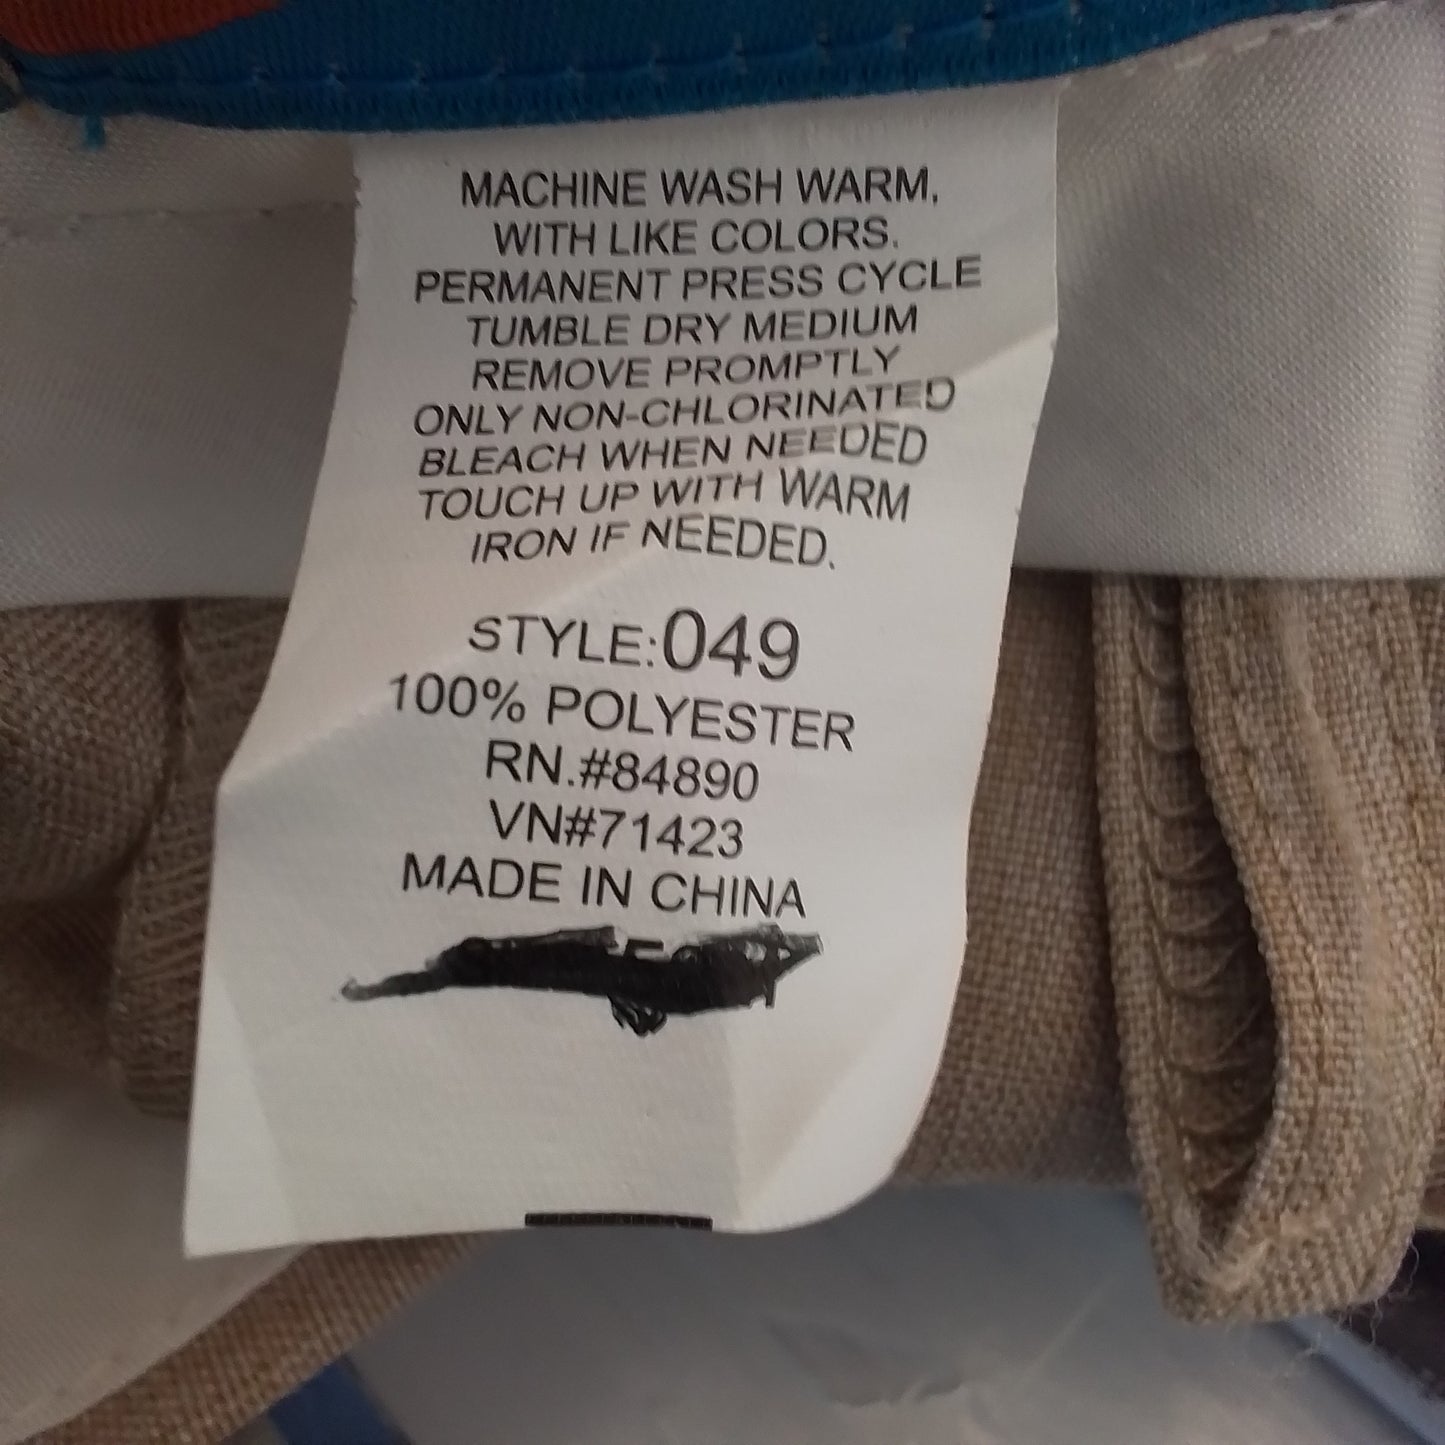 MACHINE WASH WARM,
WITH LIKE COLORS.
PERMANENT PRESS CYCLE
TUMBLE DRY MEDIUM
REMOVE PROMPTLY
ONLY NON-CHLORINATED
BLEACH WHEN NEEDED
TOUCH UP WITH WARM
IRON IF NEEDED.
STYLE:049
100% POLYESTER
RN.#84890
VN#71423
MADE IN CHINA